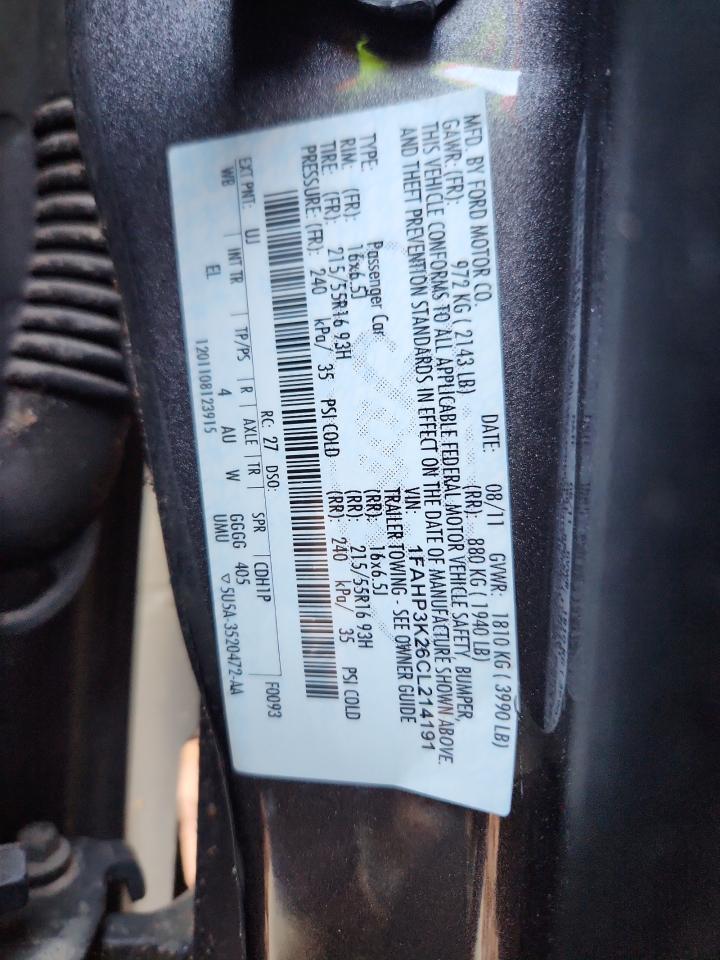 MFD. BY FORD MOTOR CO. DATE: 08/11 GVWR: 1810 KG ( 3990 LB)
GAWR: (FR): 972 KG ( 2143 LB) (RR): 880 KG ( 1940 LB)
THIS VEHICLE CONFORMS TO ALL APPLICABLE FEDERAL MOTOR VEHICLE SAFETY, BUMPER,
AND THEFT PREVENTION STANDARDS IN EFFECT ON THE DATE OF MANUFACTURE SHOWN ABOVE.
VIN: 1FAHP3K26CL214191
TYPE: Passenger Car TRAILER TOWING - SEE OWNER GUIDE
RIM: (FR): 16x6.5J (RR): 16x6.5J
TIRE: (FR): 215/55R16 93H (RR): 215/55R16 93H
PRESSURE: (FR): 240 kPa/ 35 PSI COLD (RR): 240 kPa/ 35 PSI COLD
RC: 27 DSO: F0093
EXT PNT: UJ CDH1P
WB INT TR TP/PS R AXLE TR SPR
EL 4 AU W GGGG 405
UMU ▽5U5A-3520472-AA
1201108123915